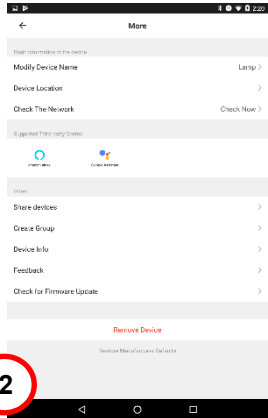 2:20
More
Basic information of the device
Modify Device Name
Lamp >
Device Location
>
Check The Network
Check Now >
Supported Third-party Control
Amazon Alexa
Google Assistant
Other
Share devices
>
Create Group
>
Device Info
>
Feedback
>
Check for Firmware Update
>
Remove Device
Restore Manufacturer Defaults
2